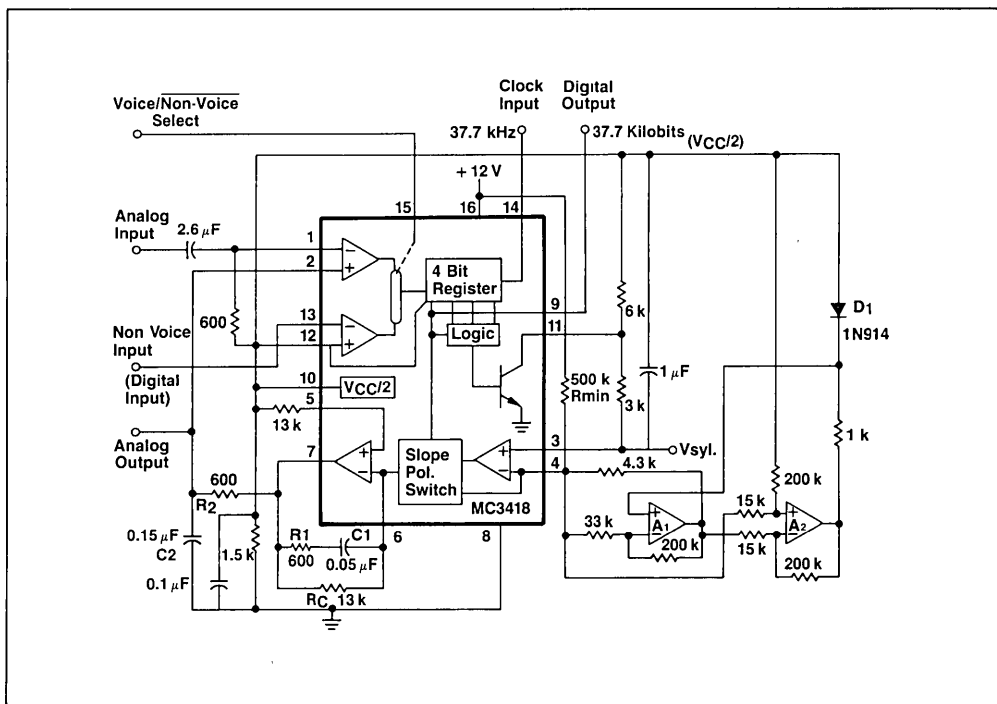 Voice/Non-Voice
Select
Clock
Input
Digital
Output
37.7 kHz
37.7 Kilobits
(VCC/2)
+ 12 V
15
16
14
Analog
Input
2.6 µF
1
2
4 Bit
Register
9
6 k
D1
1N914
600
13
12
Non Voice
Input
(Digital
Input)
Logic
11
1 µF
500 k
Rmin
3 k
10
VCC/2
5
13 k
1 k
Analog
Output
7
Slope
Pol.
Switch
3
4
Vsyl.
4.3 k
200 k
600
R2
MC3418
15 k
33 k
A1
A2
0.15 µF
C2
1.5 k
R1
600
C1
0.05 µF
6
8
200 k
15 k
200 k
0.1 µF
RC 13 k
− + − + + − + − + − + −